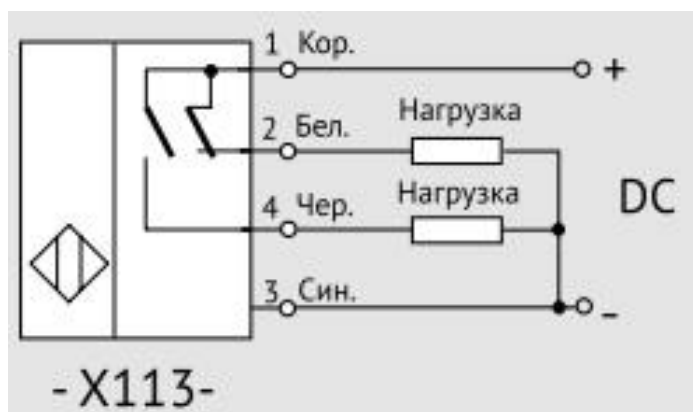 1 Кор.
+
2 Бел.
Нагрузка
DC
4 Чер.
Нагрузка
3 Син.
-
- X113-